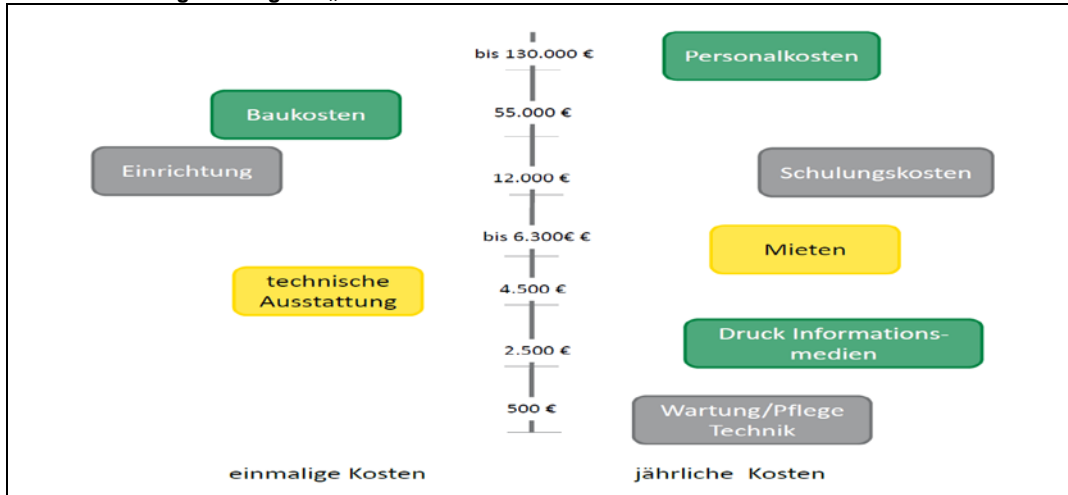 bis 130.000 €
Personalkosten
Baukosten
55.000 €
Einrichtung
12.000 €
Schulungskosten
bis 6.300€ €
Mieten
technische
Ausstattung
4.500 €
Druck Informations-
medien
2.500 €
500 €
Wartung/Pflege
Technik
einmalige Kosten
jährliche Kosten